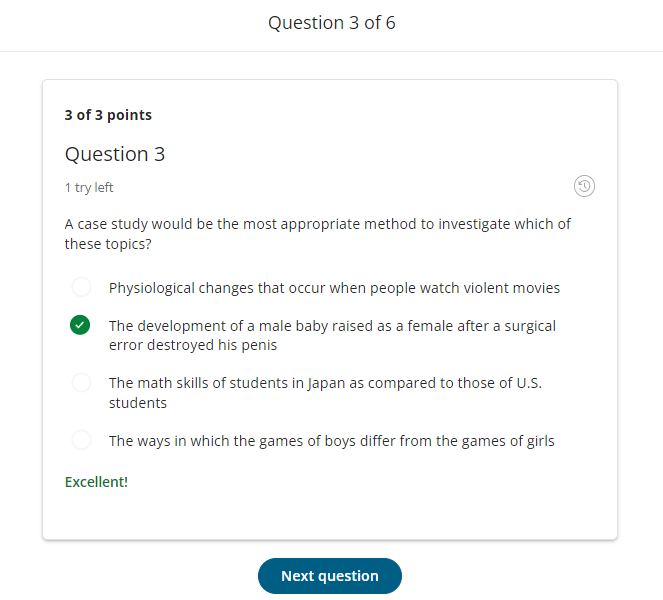 Question 3 of 6
3 of 3 points
Question 3
1 try left
A case study would be the most appropriate method to investigate which of
these topics?
Physiological changes that occur when people watch violent movies
The development of a male baby raised as a female after a surgical
error destroyed his penis
The math skills of students in Japan as compared to those of U.S.
students
The ways in which the games of boys differ from the games of girls
Excellent!
Next question